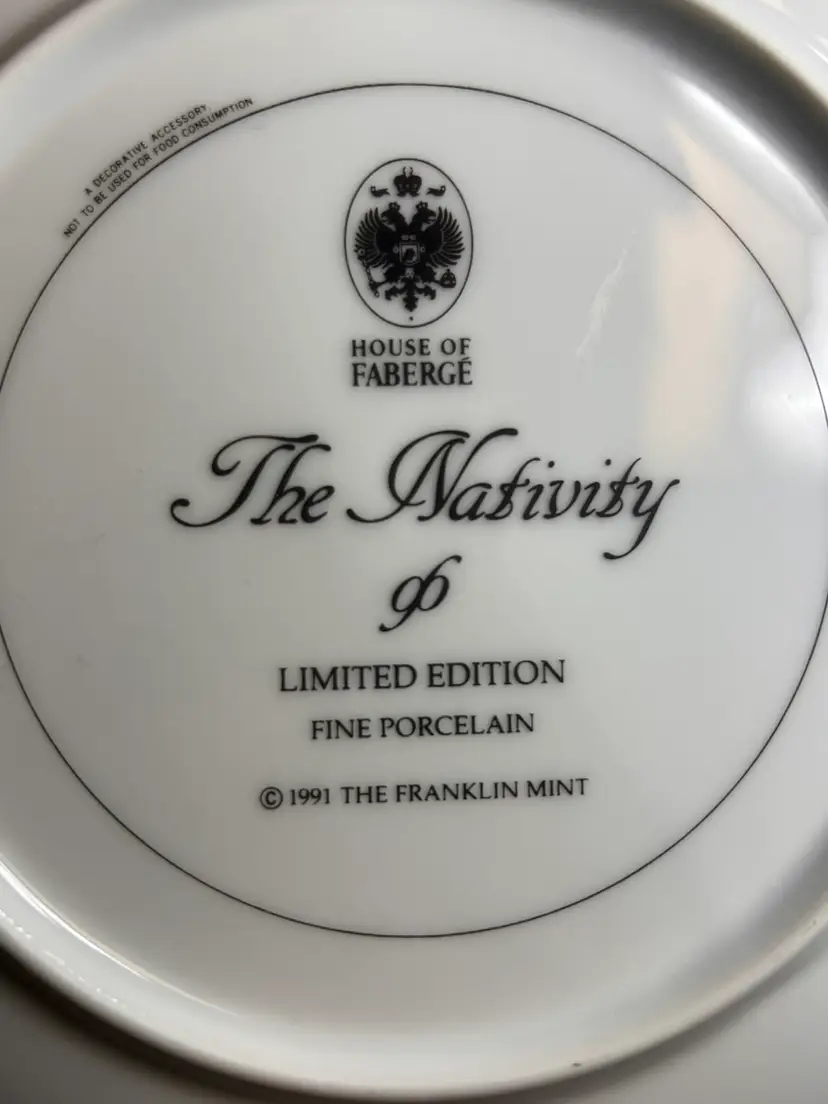 A DECORATIVE ACCESSORY
NOT TO BE USED FOR FOOD CONSUMPTION
HOUSE OF
FABERGÉ
The Nativity
96
LIMITED EDITION
FINE PORCELAIN
© 1991 THE FRANKLIN MINT